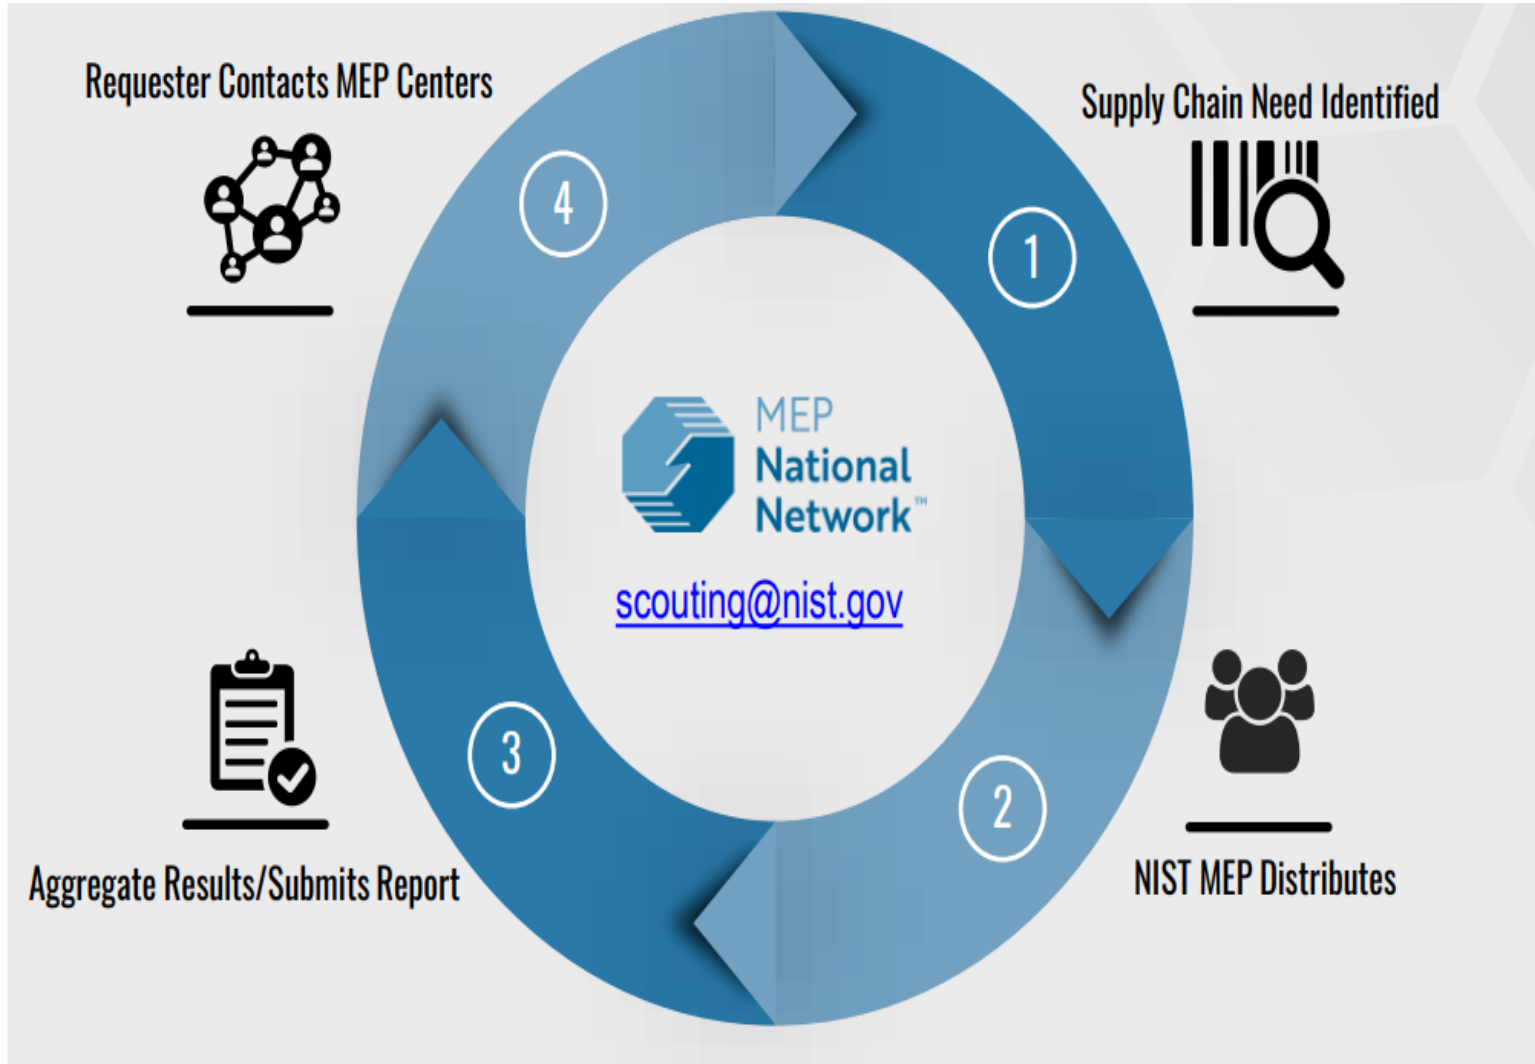 Requester Contacts MEP Centers
Supply Chain Need Identified
4
1
MEP
National
Network™
scouting@nist.gov
3
2
Aggregate Results/Submits Report
NIST MEP Distributes